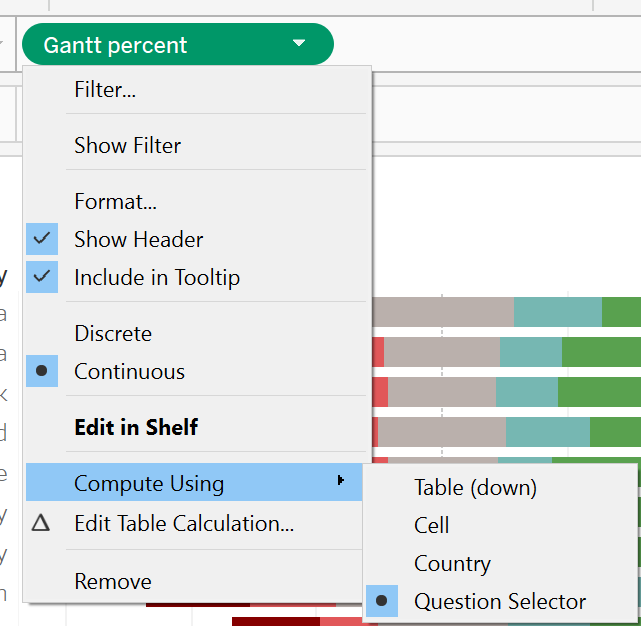 Gantt percent
Filter...
Show Filter
Format...
Show Header
Include in Tooltip
Discrete
Continuous
Edit in Shelf
Compute Using
Edit Table Calculation...
Remove
Table (down)
Cell
Country
Question Selector
y
a
a
k
d
e
y
y
n